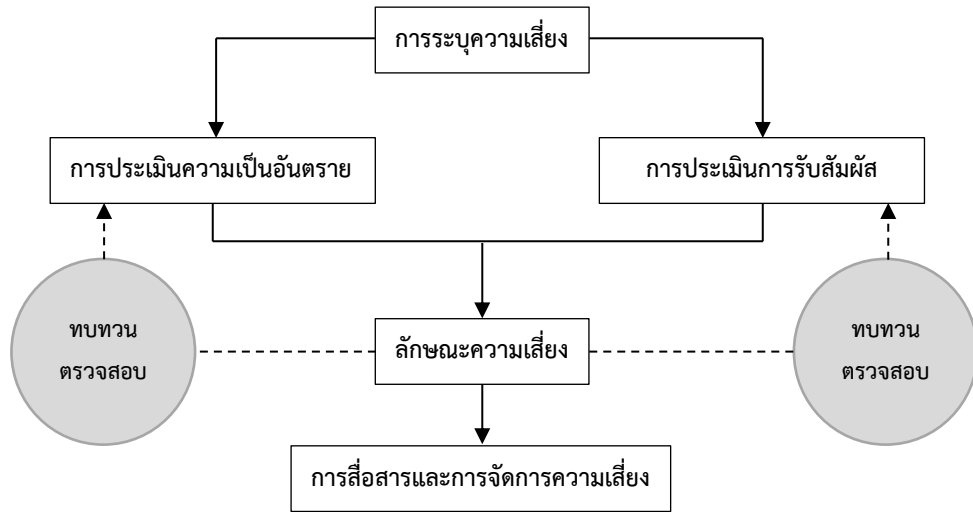 การระบุความเสี่ยง
การประเมินความเป็นอันตราย
การประเมินการรับสัมผัส
ทบทวน
ตรวจสอบ
ลักษณะความเสี่ยง
ทบทวน
ตรวจสอบ
การสื่อสารและการจัดการความเสี่ยง